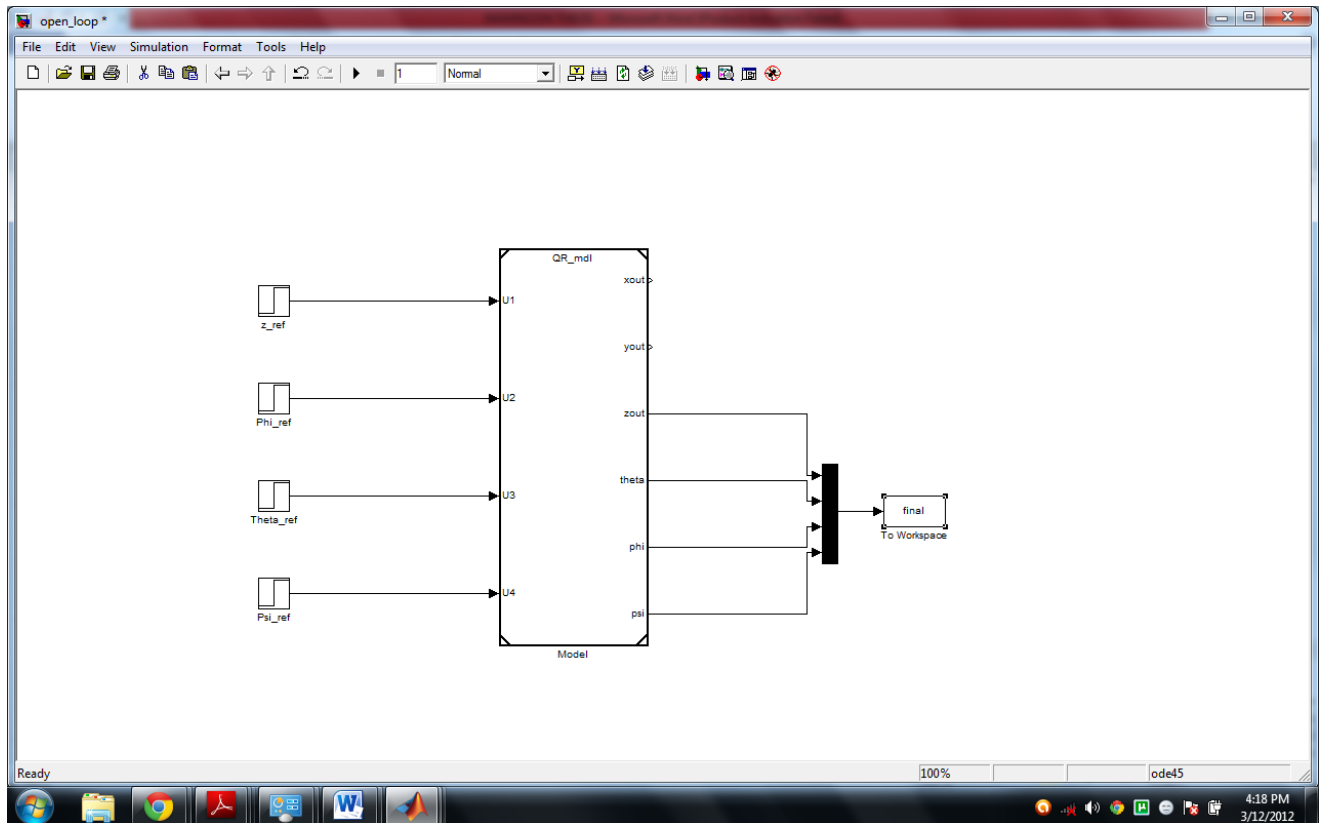 open_loop *
File Edit View Simulation Format Tools Help
1 Normal
QR_mdl
xout
U1
z_ref
yout
U2
Phi_ref
zout
theta
U3
Theta_ref
final
To Workspace
phi
U4
psi
Psi_ref
Model
Ready 100% ode45
4:18 PM
3/12/2012